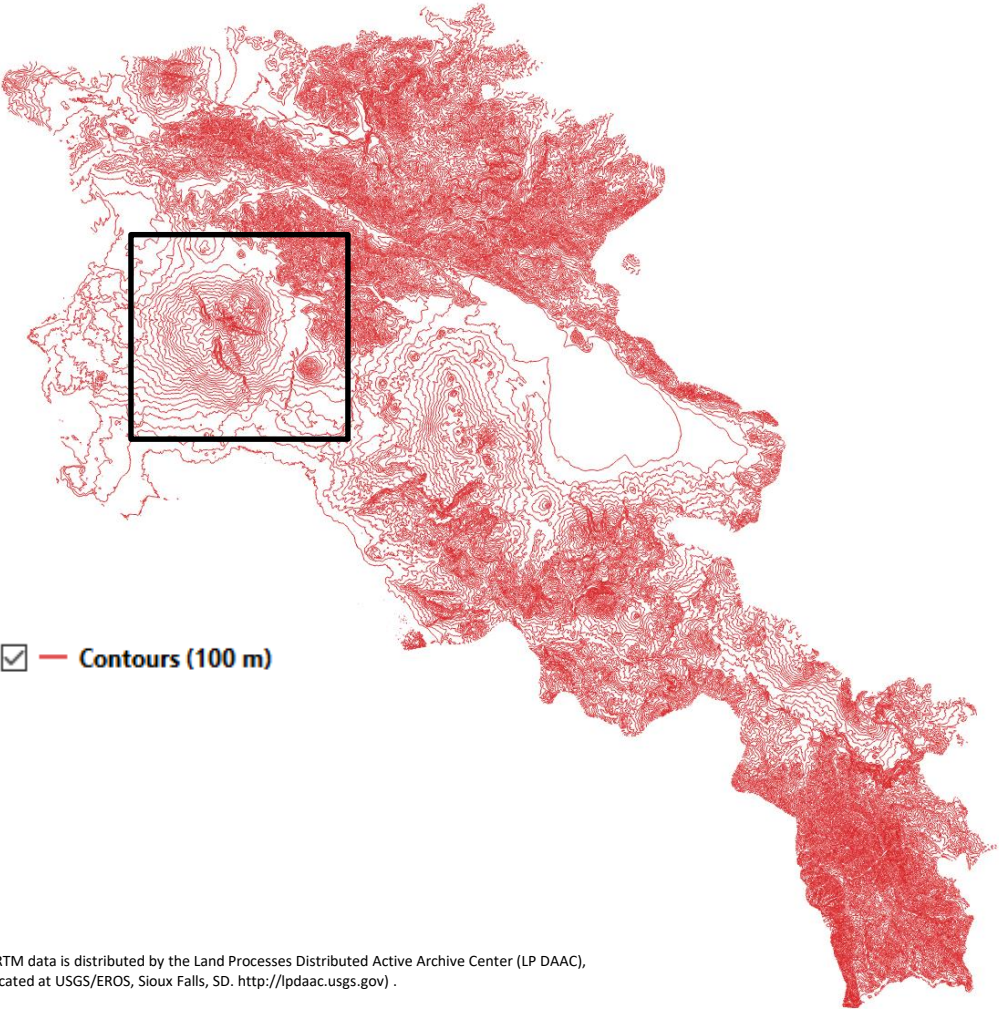 Contours (100 m)
RTM data is distributed by the Land Processes Distributed Active Archive Center (LP DAAC),
cated at USGS/EROS, Sioux Falls, SD. http://lpdaac.usgs.gov) .